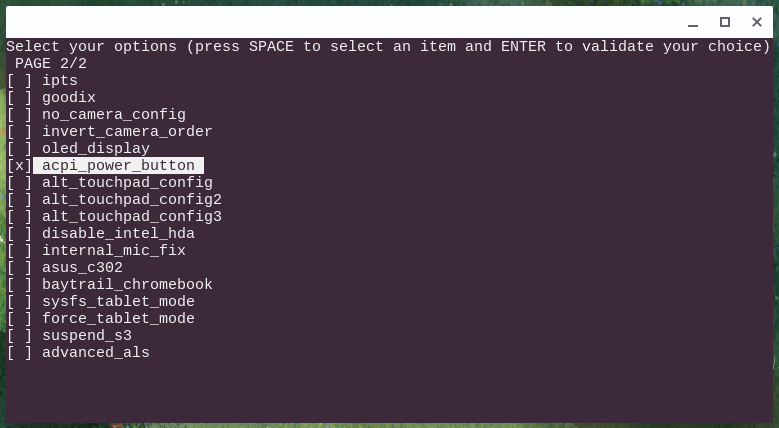 Select your options (press SPACE to select an item and ENTER to validate your choice)
PAGE 2/2
[ ] ipts
[ ] goodix
[ ] no_camera_config
[ ] invert_camera_order
[ ] oled_display
[x] acpi_power_button
[ ] alt_touchpad_config
[ ] alt_touchpad_config2
[ ] alt_touchpad_config3
[ ] disable_intel_hda
[ ] internal_mic_fix
[ ] asus_c302
[ ] baytrail_chromebook
[ ] sysfs_tablet_mode
[ ] force_tablet_mode
[ ] suspend_s3
[ ] advanced_als